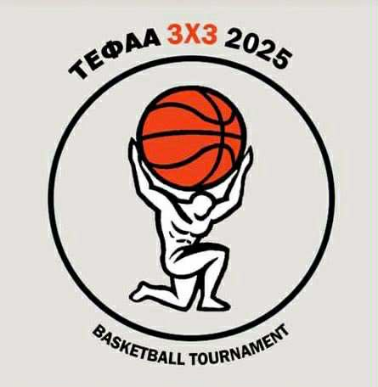 ΤΕΦΑΑ 3X3 2025
BASKETBALL TOURNAMENT